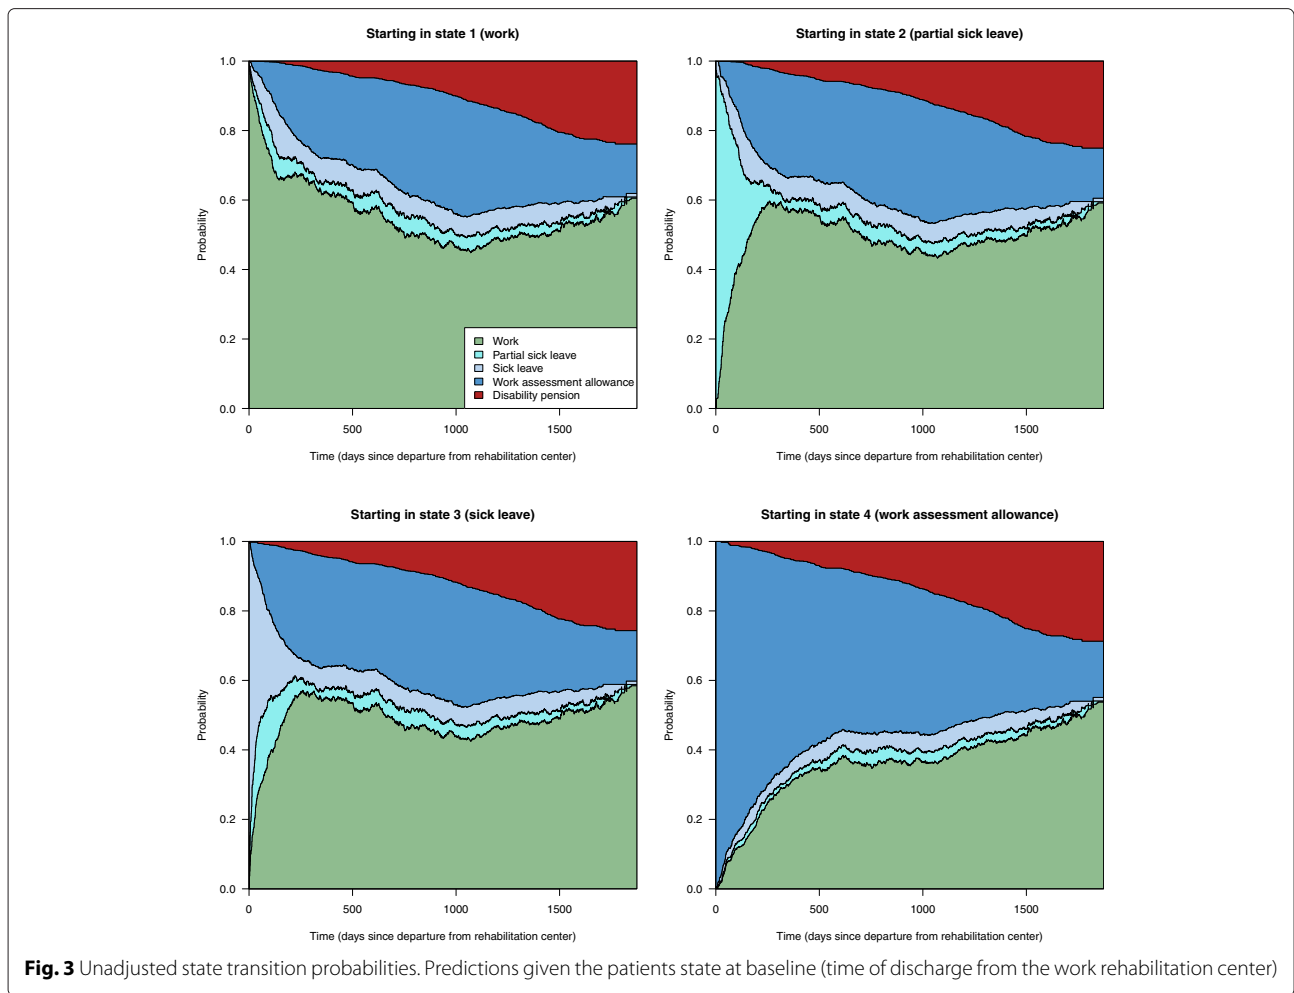 Starting in state 1 (work)
Probability
1.0
0.8
0.6
0.4
0.2
0.0
Work
Partial sick leave
Sick leave
Work assessment allowance
Disability pension
0 500 1000 1500
Time (days since departure from rehabilitation center)
Starting in state 2 (partial sick leave)
Probability
1.0
0.8
0.6
0.4
0.2
0.0
0 500 1000 1500
Time (days since departure from rehabilitation center)
Starting in state 3 (sick leave)
Probability
1.0
0.8
0.6
0.4
0.2
0.0
0 500 1000 1500
Time (days since departure from rehabilitation center)
Starting in state 4 (work assessment allowance)
Probability
1.0
0.8
0.6
0.4
0.2
0.0
0 500 1000 1500
Time (days since departure from rehabilitation center)
Fig. 3 Unadjusted state transition probabilities. Predictions given the patients state at baseline (time of discharge from the work rehabilitation center)